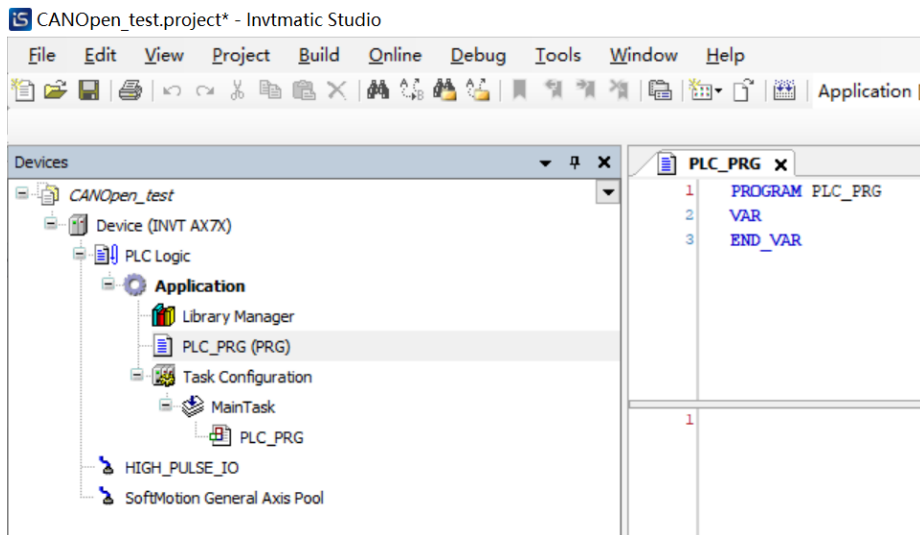 CANOpen_test.project* - Invtmatic Studio
File Edit View Project Build Online Debug Tools Window Help
Application
Devices
CANOpen_test
Device (INVT AX7X)
PLC Logic
Application
Library Manager
PLC_PRG (PRG)
Task Configuration
MainTask
PLC_PRG
HIGH_PULSE_IO
SoftMotion General Axis Pool
PLC_PRG
1 PROGRAM PLC_PRG
2 VAR
3 END_VAR
1